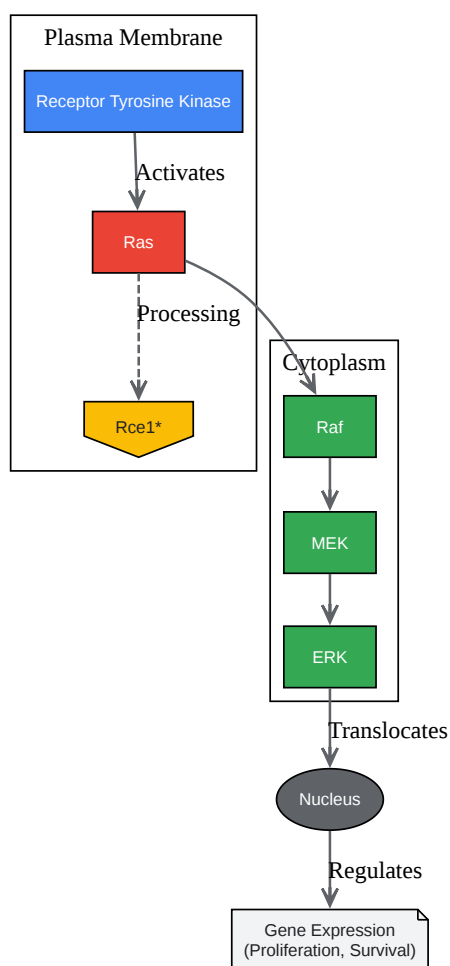 Plasma Membrane
Receptor Tyrosine Kinase
Activates
Ras
Processing
Rce1*
Cytoplasm
Raf
MEK
ERK
Translocates
Nucleus
Regulates
Gene Expression
(Proliferation, Survival)